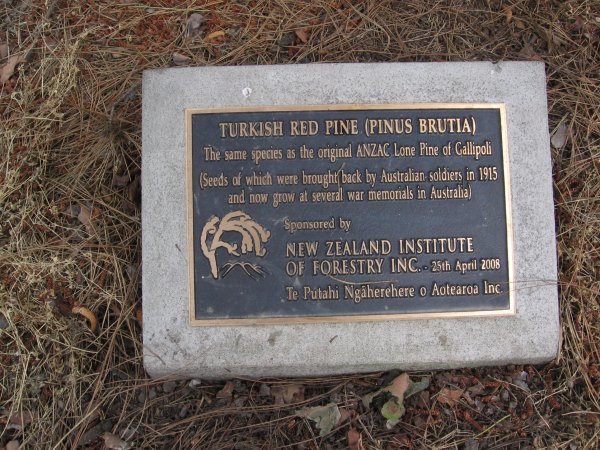 TURKISH RED PINE (PINUS BRUTIA)
The same species as the original ANZAC Lone Pine of Gallipoli
(Seeds of which were brought back by Australian soldiers in 1915
and now grow at several war memorials in Australia)
Sponsored by
NEW ZEALAND INSTITUTE
OF FORESTRY INC. - 25th April 2008
Te Pūtahi Ngāherehere o Aotearoa Inc.